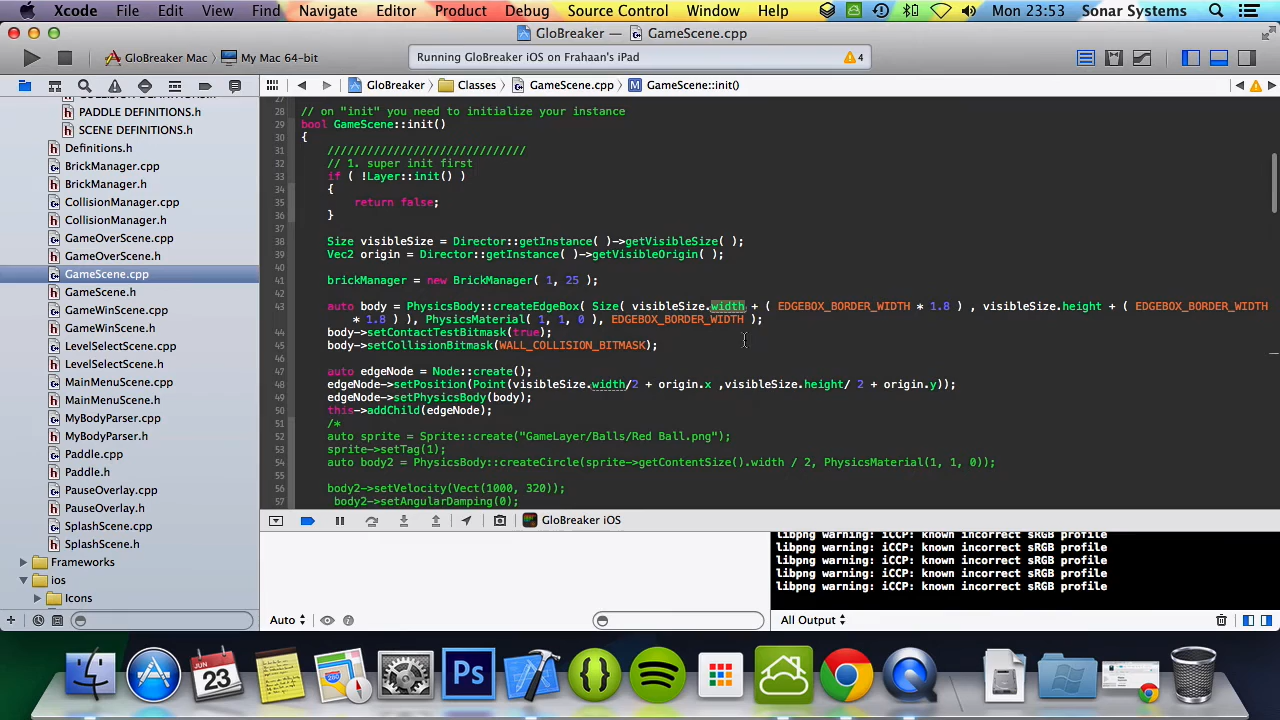 Xcode File Edit View Find Navigate Editor Product Debug Source Control Window Help Mon 23:53 Sonar Systems
GloBreaker — GameScene.cpp
GloBreaker Mac My Mac 64-bit
Running GloBreaker iOS on Frahaan's iPad
4
GloBreaker Classes GameScene.cpp M GameScene::init()
PADDLE DEFINITIONS.h
SCENE DEFINITIONS.h
Definitions.h
BrickManager.cpp
BrickManager.h
CollisionManager.cpp
CollisionManager.h
GameOverScene.cpp
GameOverScene.h
GameScene.cpp
GameScene.h
GameWinScene.cpp
GameWinScene.h
LevelSelectScene.cpp
LevelSelectScene.h
MainMenuScene.cpp
MainMenuScene.h
MyBodyParser.cpp
MyBodyParser.h
Paddle.cpp
Paddle.h
PauseOverlay.cpp
PauseOverlay.h
SplashScene.cpp
SplashScene.h
Frameworks
ios
Icons
28 // on "init" you need to initialize your instance
29 bool GameScene::init()
30 {
31 //////////////////////////////
32 // 1. super init first
33 if ( !Layer::init() )
34 {
35 return false;
36 }
37
38 Size visibleSize = Director::getInstance( )->getVisibleSize( );
39 Vec2 origin = Director::getInstance( )->getVisibleOrigin( );
40
41 brickManager = new BrickManager( 1, 25 );
42
43 auto body = PhysicsBody::createEdgeBox( Size( visibleSize.width + ( EDGEBOX_BORDER_WIDTH * 1.8 ) , visibleSize.height + ( EDGEBOX_BORDER_WIDTH
* 1.8 ) ), PhysicsMaterial( 1, 1, 0 ), EDGEBOX_BORDER_WIDTH );
44 body->setContactTestBitmask(true);
45 body->setCollisionBitmask(WALL_COLLISION_BITMASK);
46
47 auto edgeNode = Node::create();
48 edgeNode->setPosition(Point(visibleSize.width/2 + origin.x ,visibleSize.height/ 2 + origin.y));
49 edgeNode->setPhysicsBody(body);
50 this->addChild(edgeNode);
51 /*
52 auto sprite = Sprite::create("GameLayer/Balls/Red Ball.png");
53 sprite->setTag(1);
54 auto body2 = PhysicsBody::createCircle(sprite->getContentSize().width / 2, PhysicsMaterial(1, 1, 0));
55
56 body2->setVelocity(Vect(1000, 320));
57 body2->setAngularDamping(0);
GloBreaker iOS
libpng warning: iCCP: known incorrect sRGB profile
libpng warning: iCCP: known incorrect sRGB profile
libpng warning: iCCP: known incorrect sRGB profile
libpng warning: iCCP: known incorrect sRGB profile
libpng warning: iCCP: known incorrect sRGB profile
Auto All Output
JUN
23
Ps